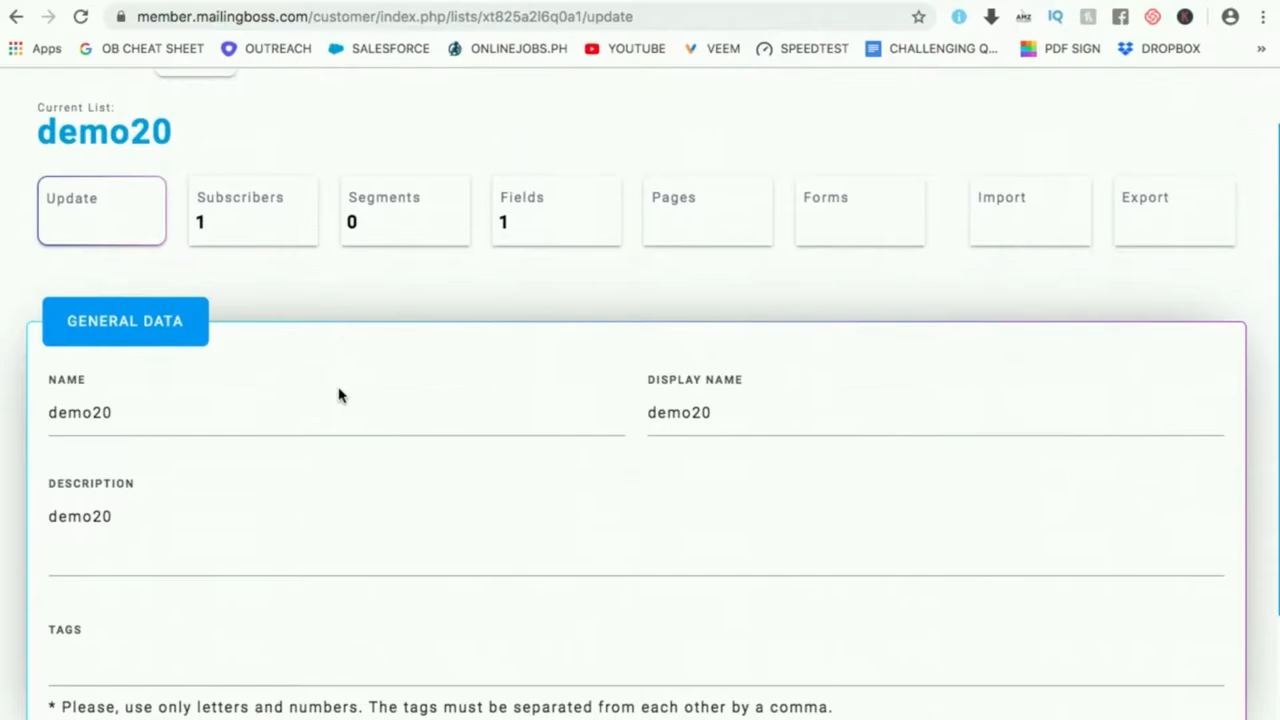 member.mailingboss.com/customer/index.php/lists/xt825a2l6q0a1/update
Apps OB CHEAT SHEET OUTREACH SALESFORCE ONLINEJOBS.PH YOUTUBE VEEM SPEEDTEST CHALLENGING Q... PDF SIGN DROPBOX »
Current List:
demo20
Update Subscribers Segments Fields Pages Forms Import Export
1 0 1
GENERAL DATA
NAME DISPLAY NAME
demo20 demo20
DESCRIPTION
demo20
TAGS
* Please, use only letters and numbers. The tags must be separated from each other by a comma.